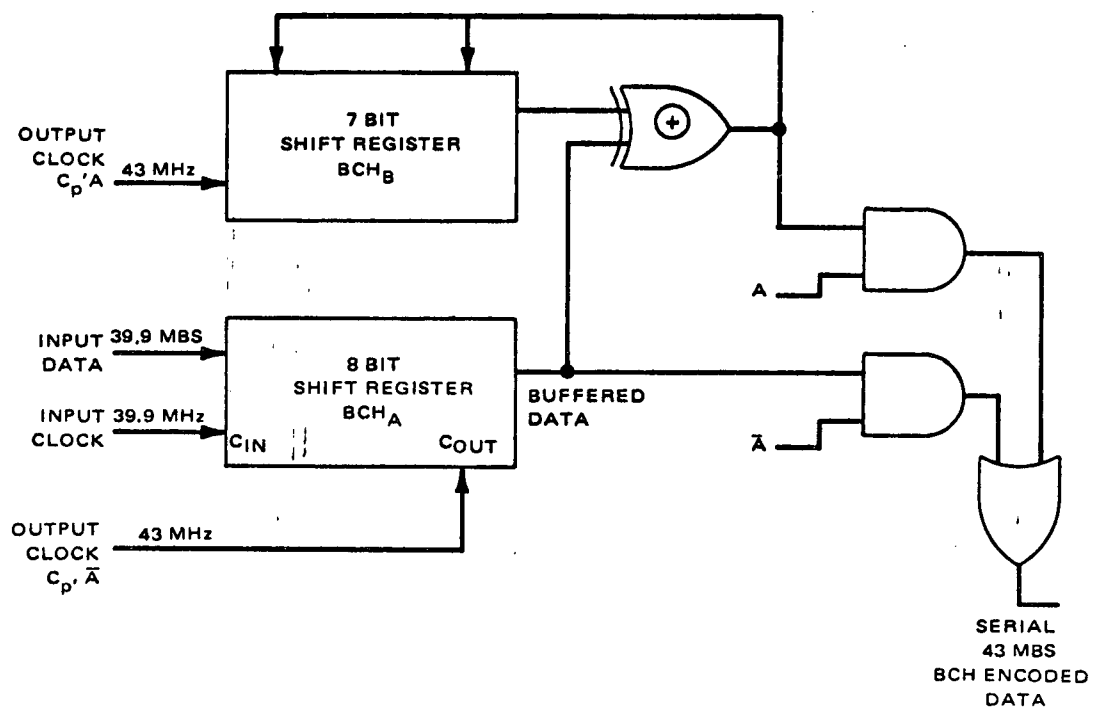 7 BIT
SHIFT REGISTER
BCHB
+
OUTPUT
CLOCK
Cp'A
43 MHz
A
INPUT
DATA
39.9 MBS
8 BIT
SHIFT REGISTER
BCHA
BUFFERED
DATA
INPUT
CLOCK
39.9 MHz
CIN
COUT
Ā
OUTPUT
CLOCK
Cp, Ā
43 MHz
SERIAL
43 MBS
BCH ENCODED
DATA